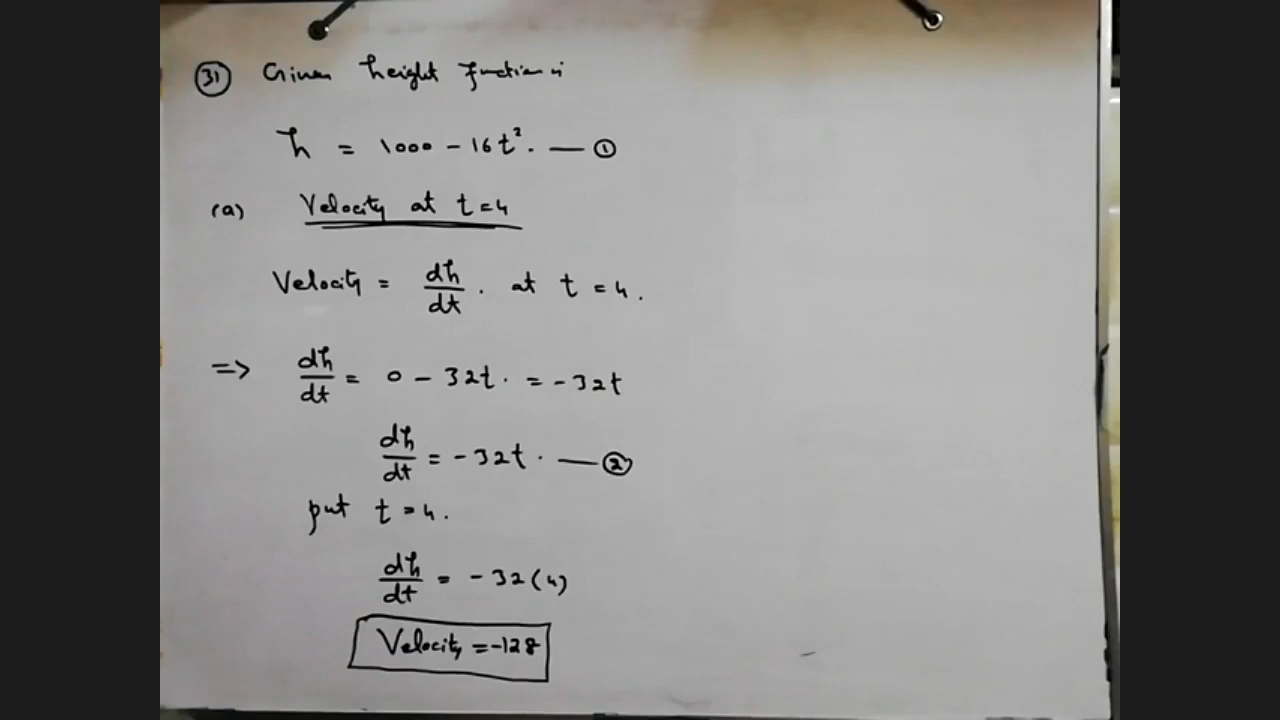 (31) Given height function is
h = 1000 - 16t². — (1)
(a) Velocity at t=4
Velocity = dh/dt . at t = 4.
=> dh/dt = 0 - 32t. = -32t
dh/dt = -32t. — (2)
put t=4.
dh/dt = -32(4)
Velocity = -128